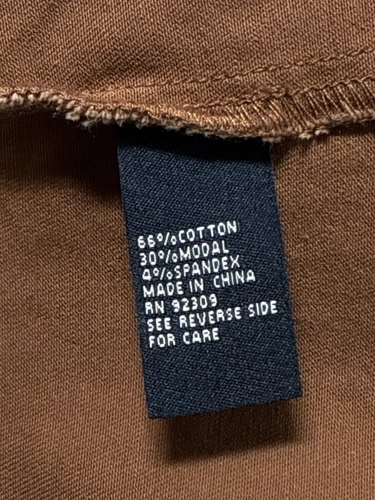 66%COTTON
30%MODAL
4%SPANDEX
MADE IN CHINA
RN 92309
SEE REVERSE SIDE
FOR CARE